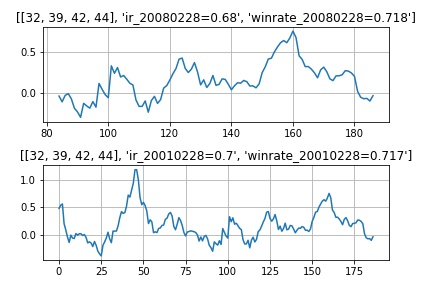 [[32, 39, 42, 44], 'ir_20080228=0.68', 'winrate_20080228=0.718']
0.5
0.0
80 100 120 140 160 180
[[32, 39, 42, 44], 'ir_20010228=0.7', 'winrate_20010228=0.717']
1.0
0.5
0.0
0 25 50 75 100 125 150 175